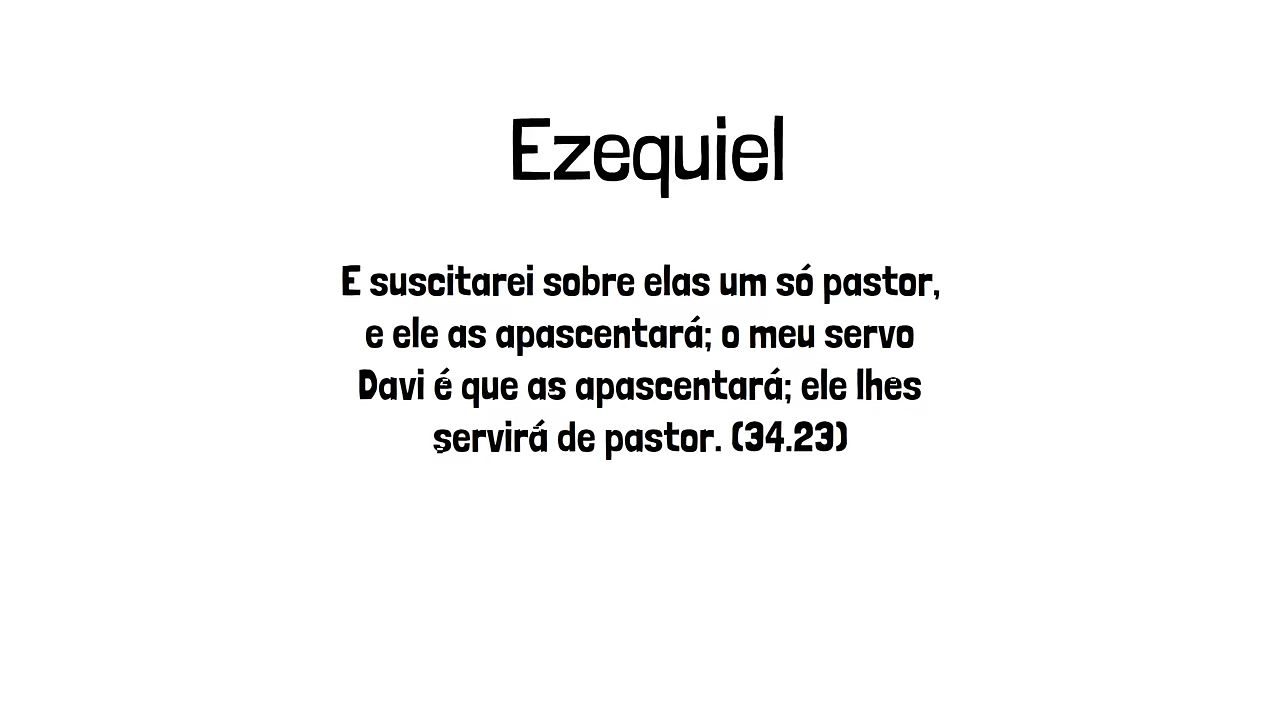 Ezequiel
E suscitarei sobre elas um só pastor,
e ele as apascentará; o meu servo
Davi é que as apascentará; ele lhes
servirá de pastor. (34.23)